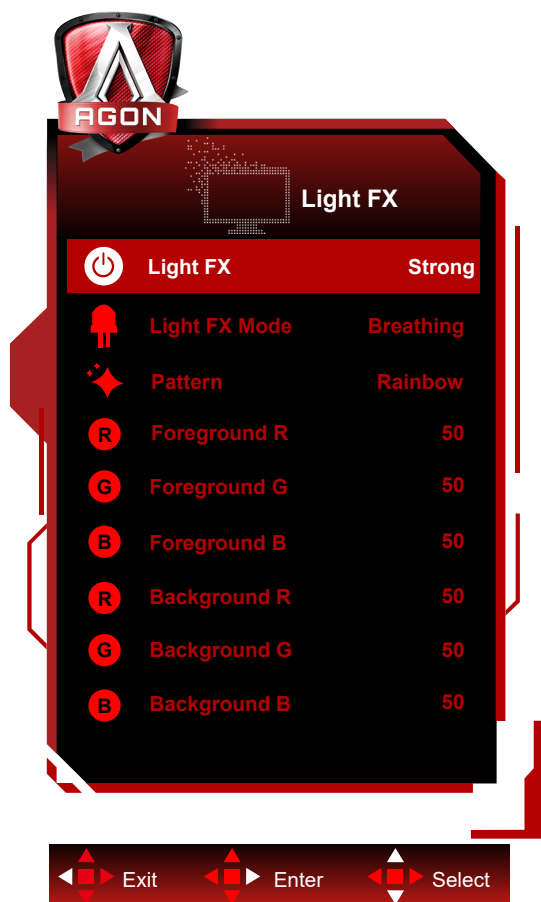 AGON
Light FX
Light FX Strong
Light FX Mode Breathing
Pattern Rainbow
R Foreground R 50
G Foreground G 50
B Foreground B 50
R Background R 50
G Background G 50
B Background B 50
Exit Enter Select